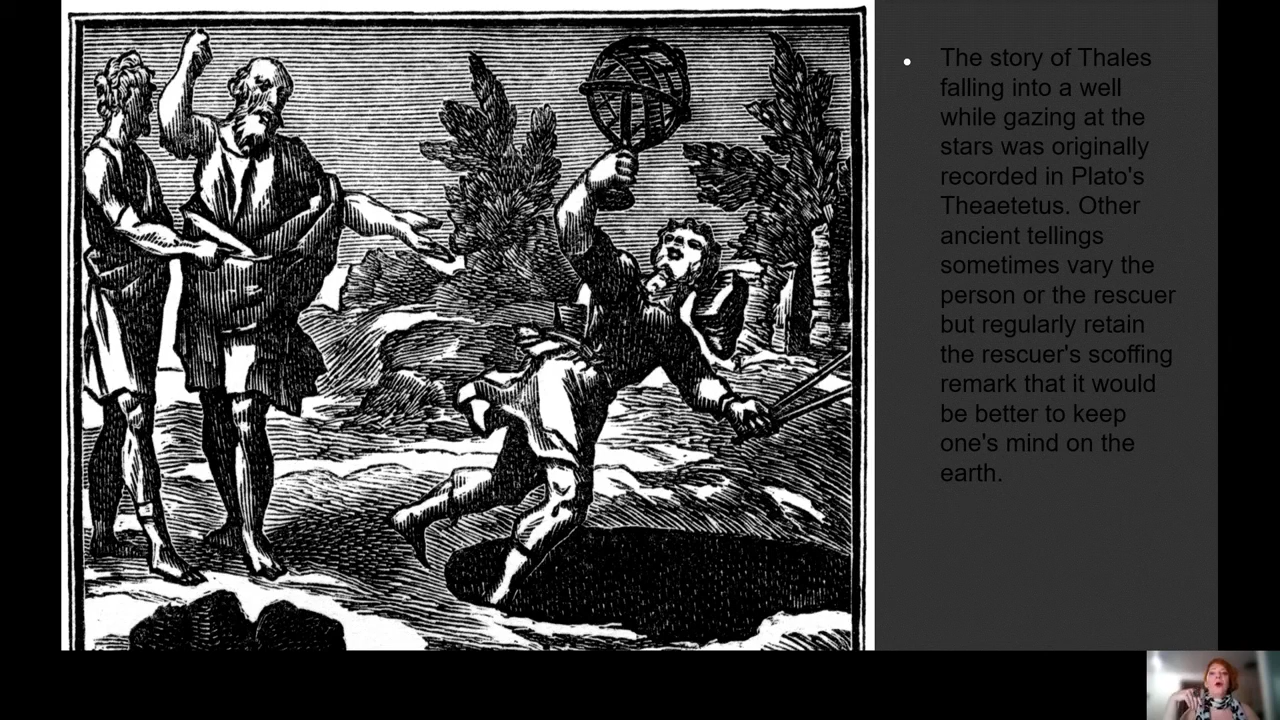 The story of Thales
falling into a well
while gazing at the
stars was originally
recorded in Plato's
Theaetetus. Other
ancient tellings
sometimes vary the
person or the rescuer
but regularly retain
the rescuer's scoffing
remark that it would
be better to keep
one's mind on the
earth.